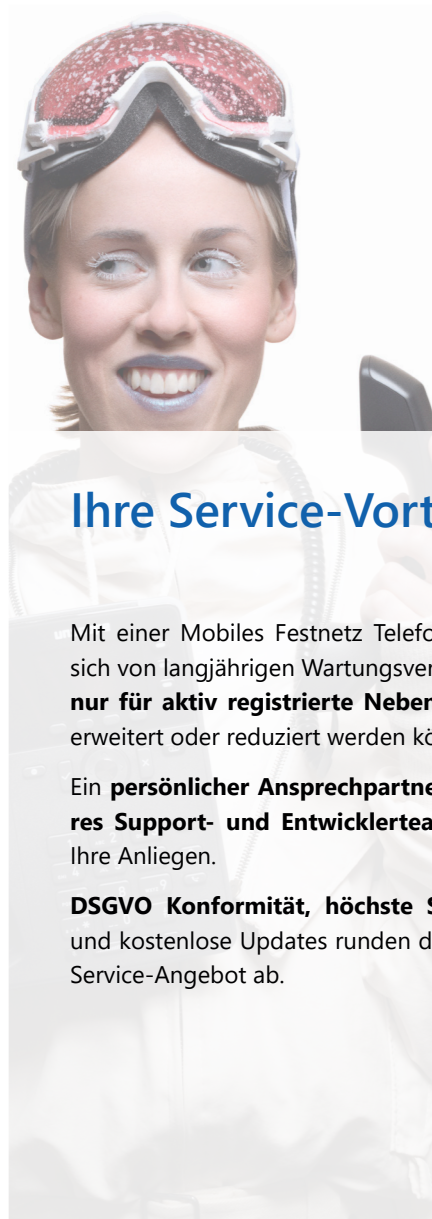 Ihre Service-Vort
Mit einer Mobiles Festnetz Telefo
sich von langjährigen Wartungsver
nur für aktiv registrierte Neben
erweitert oder reduziert werden kö
Ein persönlicher Ansprechpartne
res Support- und Entwicklertea
Ihre Anliegen.
DSGVO Konformität, höchste S
und kostenlose Updates runden d
Service-Angebot ab.